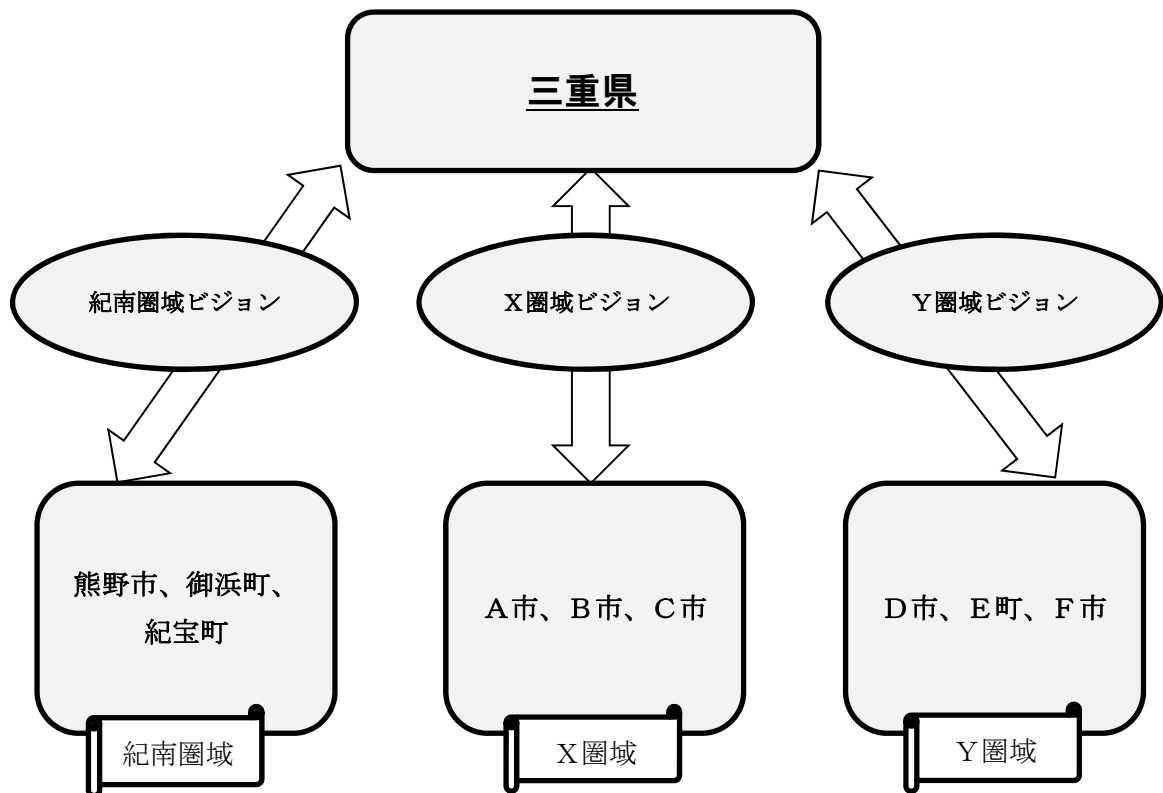 三重県
紀南圏域ビジョン
Ｘ圏域ビジョン
Ｙ圏域ビジョン
熊野市、御浜町、
紀宝町
Ａ市、Ｂ市、Ｃ市
Ｄ市、Ｅ町、Ｆ市
紀南圏域
Ｘ圏域
Ｙ圏域